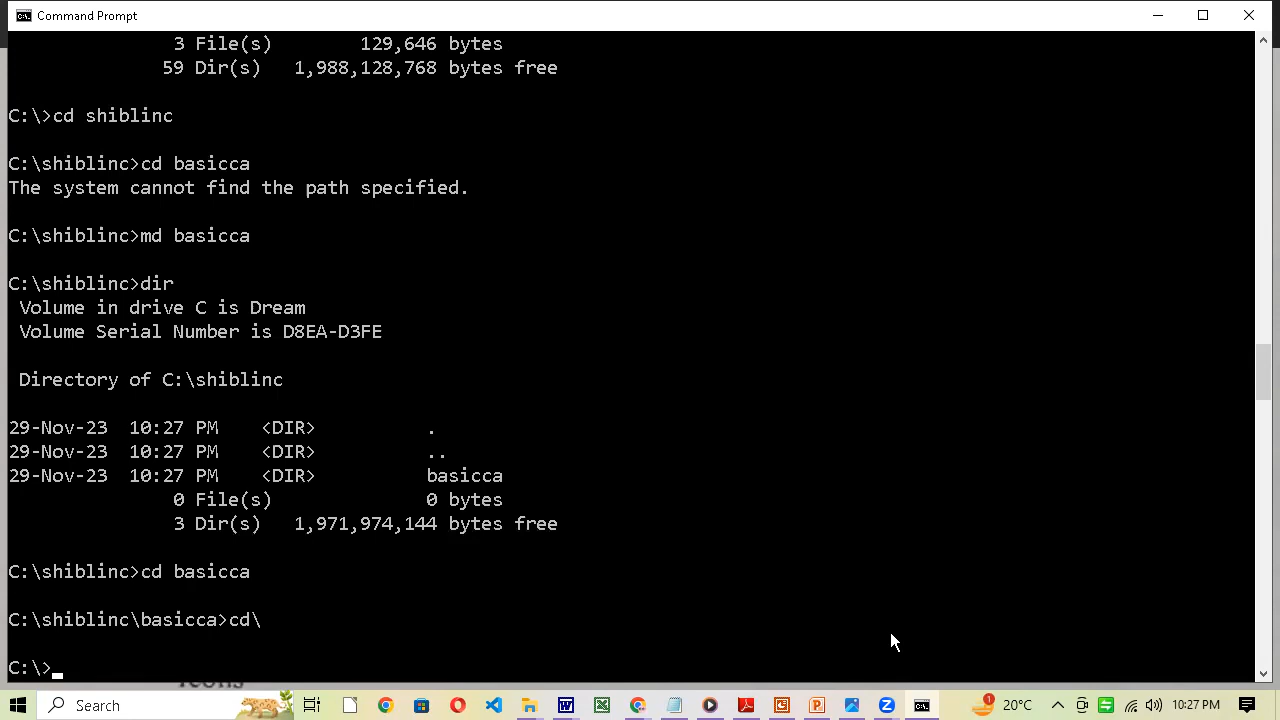 Command Prompt
3 File(s) 129,646 bytes
59 Dir(s) 1,988,128,768 bytes free
C:\>cd shiblinc
C:\shiblinc>cd basicca
The system cannot find the path specified.
C:\shiblinc>md basicca
C:\shiblinc>dir
Volume in drive C is Dream
Volume Serial Number is D8EA-D3FE
Directory of C:\shiblinc
29-Nov-23 10:27 PM <DIR> .
29-Nov-23 10:27 PM <DIR> ..
29-Nov-23 10:27 PM <DIR> basicca
0 File(s) 0 bytes
3 Dir(s) 1,971,974,144 bytes free
C:\shiblinc>cd basicca
C:\shiblinc\basicca>cd\
C:\>
Search
1
20°C
10:27 PM